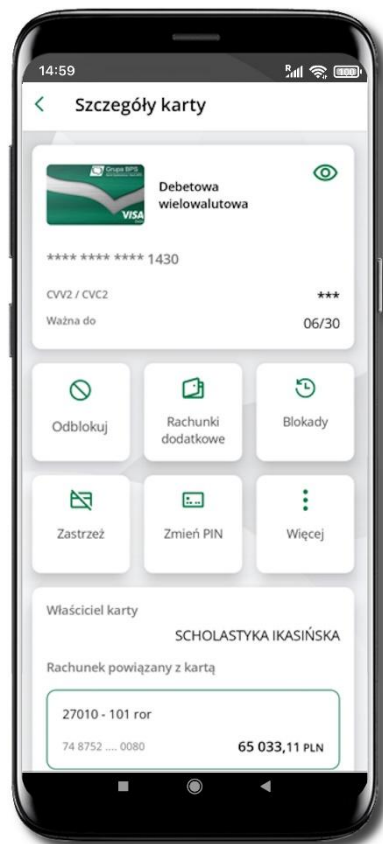 14:59
R
100
Szczegóły karty
Grupa BPS
VISA
Debetowa
wielowalutowa
**** **** **** 1430
CVV2 / CVC2
***
Ważna do
06/30
Odblokuj
Rachunki
dodatkowe
Blokady
Zastrzeż
Zmień PIN
Więcej
Właściciel karty
SCHOLASTYKA IKASIŃSKA
Rachunek powiązany z kartą
27010 - 101 ror
74 8752 .... 0080
65 033,11 PLN